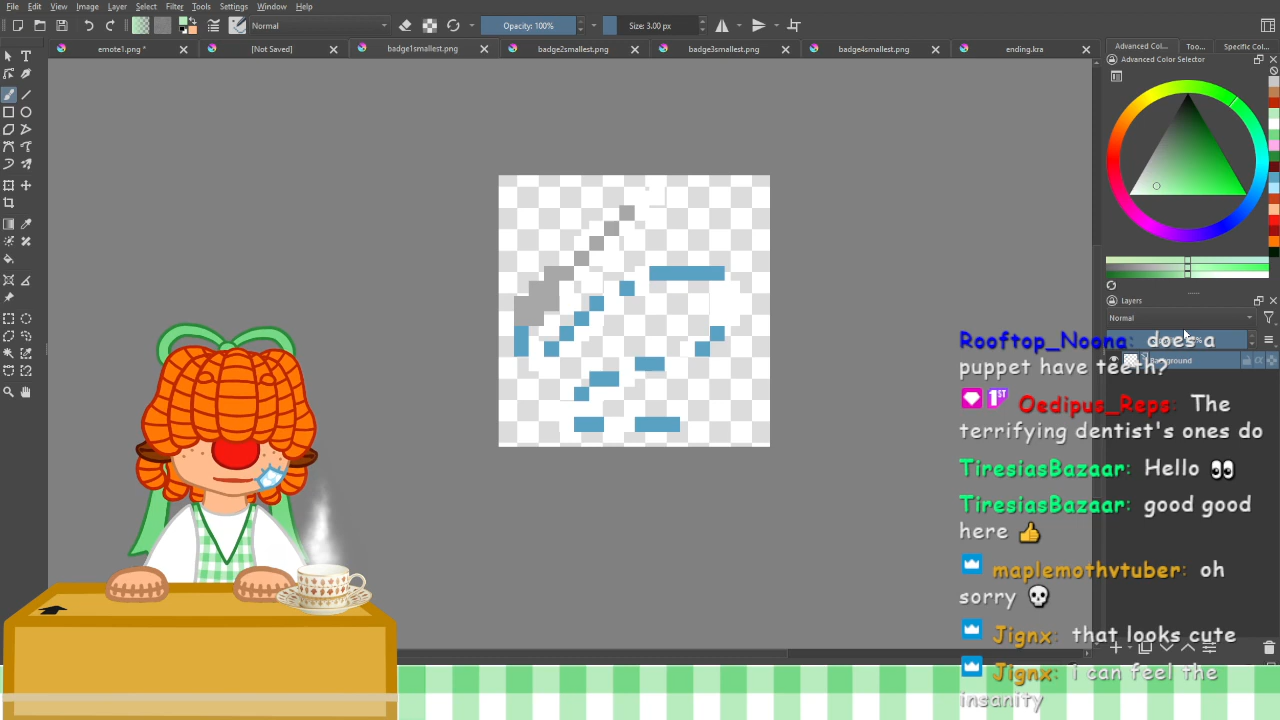 File Edit View Image Layer Select Filter Tools Settings Window Help
Normal Opacity: 100% Size: 3.00 px
emote1.png * [Not Saved] badge1smallest.png badge2smallest.png badge3smallest.png badge4smallest.png ending.kra
Advanced Col... Too... Specific Col...
Advanced Color Selector
Layers
Normal
Background
Rooftop_Noona: does a
puppet have teeth?
1ST Oedipus_Reps: The
terrifying dentist's ones do
TiresiasBazaar: Hello 👀
TiresiasBazaar: good good
here 👍
maplemothvtuber: oh
sorry 💀
Jignx: that looks cute
Jignx: i can feel the
insanity